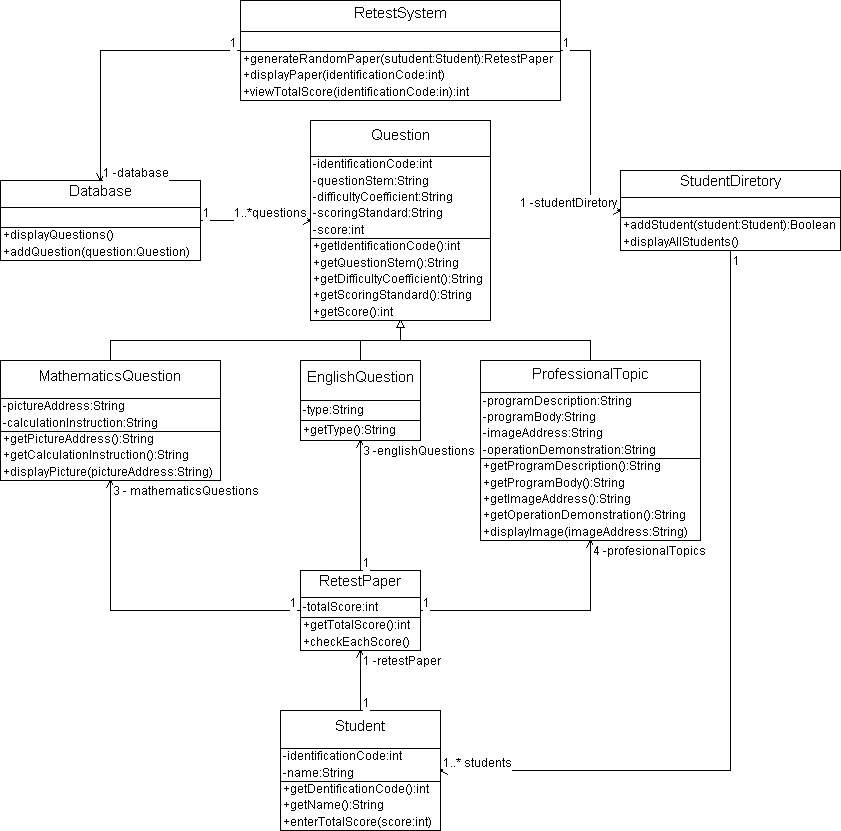 RetestSystem
+generateRandomPaper(sutudent:Student):RetestPaper
+displayPaper(identificationCode:int)
+viewTotalScore(identificationCode:in):int
1
1
1 -database
Database
+displayQuestions()
+addQuestion(question:Question)
1
1..*questions
Question
-identificationCode:int
-questionStem:String
-difficultyCoefficient:String
-scoringStandard:String
-score:int
+getIdentificationCode():int
+getQuestionStem():String
+getDifficultyCoefficient():String
+getScoringStandard():String
+getScore():int
1 -studentDiretory
StudentDiretory
+addStudent(student:Student):Boolean
+displayAllStudents()
1
MathematicsQuestion
-pictureAddress:String
-calculationInstruction:String
+getPictureAddress():String
+getCalculationInstruction():String
+displayPicture(pictureAddress:String)
3 - mathematicsQuestions
EnglishQuestion
-type:String
+getType():String
3 -englishQuestions
ProfessionalTopic
-programDescription:String
-programBody:String
-imageAddress:String
-operationDemonstration:String
+getProgramDescription():String
+getProgramBody():String
+getImageAddress():String
+getOperationDemonstration():String
+displayImage(imageAddress:String)
4 -profesionalTopics
1
RetestPaper
-totalScore:int
+getTotalScore():int
+checkEachScore()
1
1
1 -retestPaper
1
Student
-identificationCode:int
-name:String
+getDentificationCode():int
+getName():String
+enterTotalScore(score:int)
1..* students